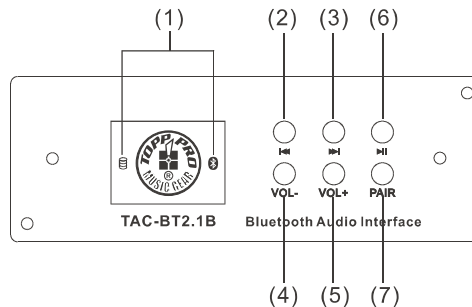 (1) (2) (3) (6)
TOPP PRO
MUSIC GEAR
®
VOL- VOL+ PAIR
TAC-BT2.1B Bluetooth Audio Interface
(4) (5) (7)